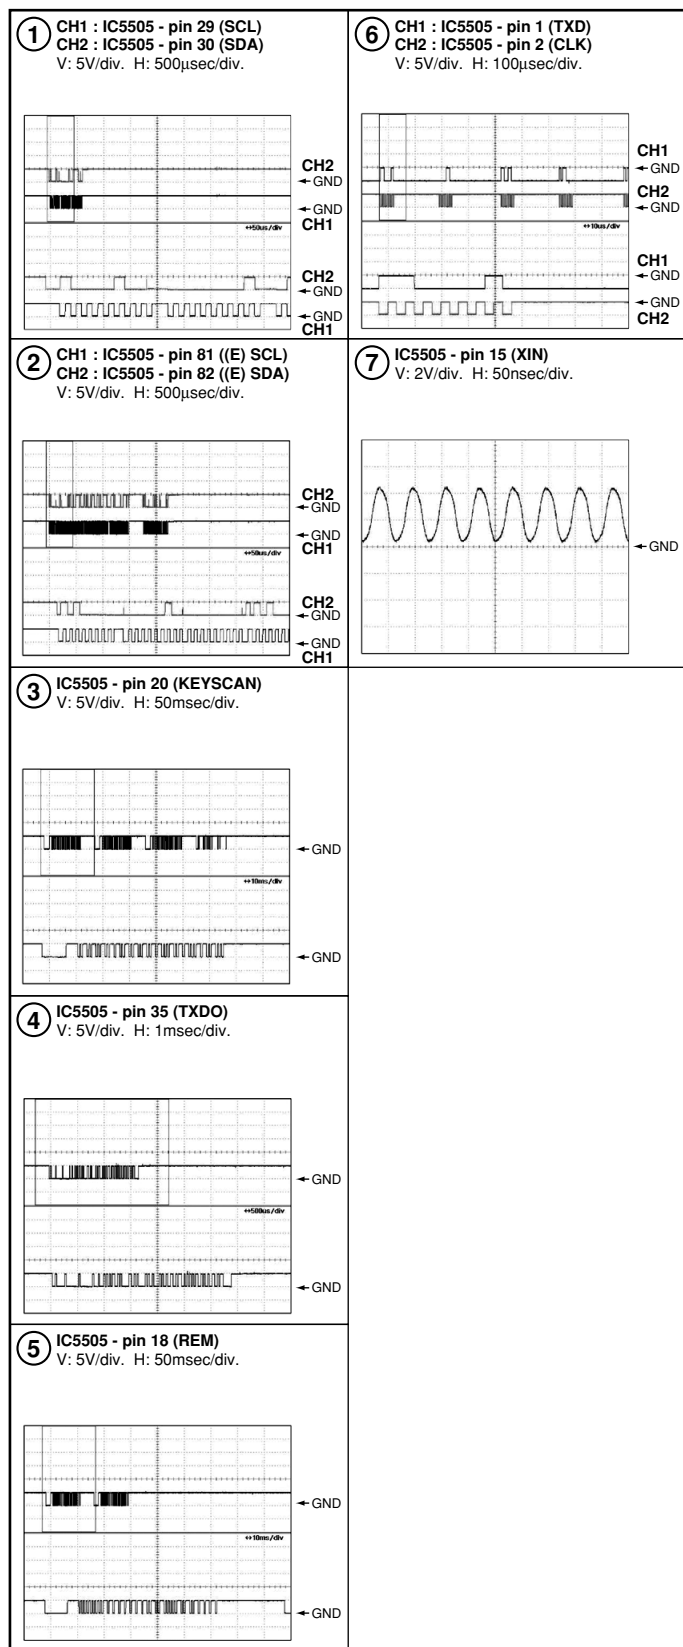 1
CH1 : IC5505 - pin 29 (SCL)
CH2 : IC5505 - pin 30 (SDA)
V: 5V/div. H: 500μsec/div.
CH2
GND
GND
CH1
↔50us/div
CH2
GND
GND
CH1
2
CH1 : IC5505 - pin 81 ((E) SCL)
CH2 : IC5505 - pin 82 ((E) SDA)
V: 5V/div. H: 500μsec/div.
CH2
GND
GND
CH1
↔50us/div
CH2
GND
GND
CH1
3
IC5505 - pin 20 (KEYSCAN)
V: 5V/div. H: 50msec/div.
GND
↔10ms/div
GND
4
IC5505 - pin 35 (TXDO)
V: 5V/div. H: 1msec/div.
GND
↔500us/div
GND
5
IC5505 - pin 18 (REM)
V: 5V/div. H: 50msec/div.
GND
↔10ms/div
GND
6
CH1 : IC5505 - pin 1 (TXD)
CH2 : IC5505 - pin 2 (CLK)
V: 5V/div. H: 100μsec/div.
CH1
GND
CH2
GND
↔10us/div
CH1
GND
GND
CH2
7
IC5505 - pin 15 (XIN)
V: 2V/div. H: 50nsec/div.
GND